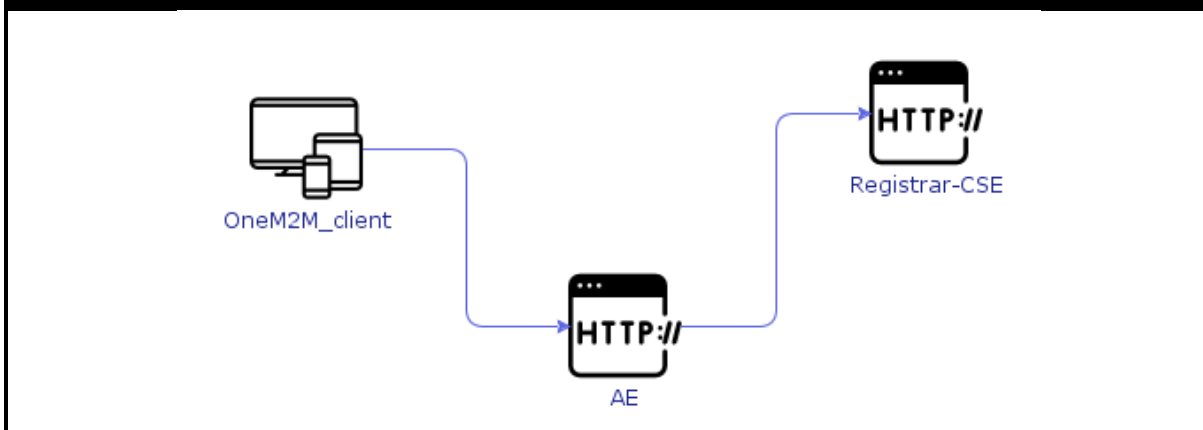 HTTP://
Registrar-CSE
OneM2M_client
HTTP://
AE